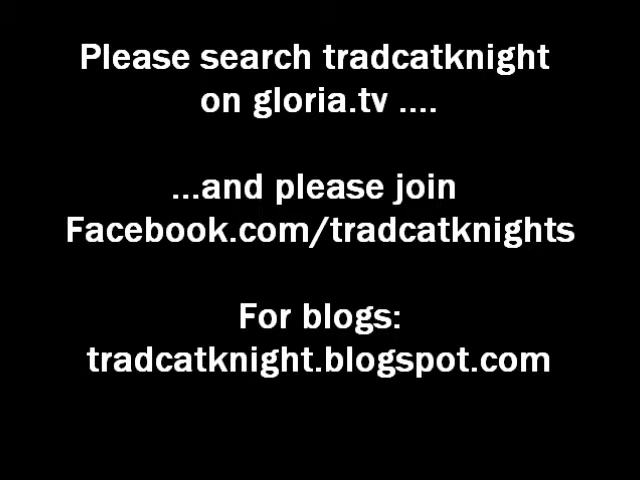 Please search tradcatknight
on gloria.tv ....
...and please join
Facebook.com/tradcatknights
For blogs:
tradcatknight.blogspot.com